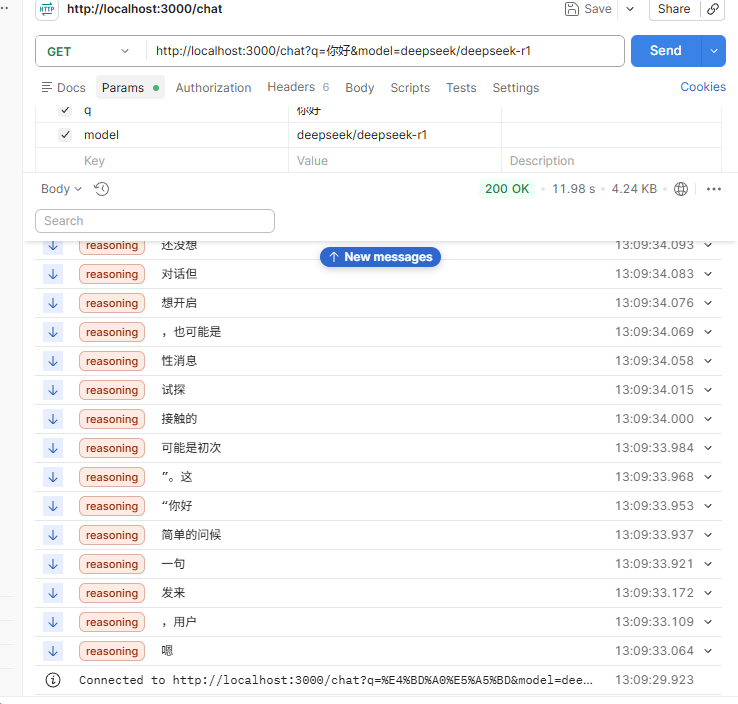 HTTP http://localhost:3000/chat Save Share
GET http://localhost:3000/chat?q=你好&model=deepseek/deepseek-r1 Send
Docs Params Authorization Headers 6 Body Scripts Tests Settings Cookies
q 你好
model deepseek/deepseek-r1
Key Value Description
Body 200 OK 11.98 s 4.24 KB
Search
reasoning 还没想 13:09:34.093
↑ New messages
reasoning 对话但 13:09:34.083
reasoning 想开启 13:09:34.076
reasoning ，也可能是 13:09:34.069
reasoning 性消息 13:09:34.058
reasoning 试探 13:09:34.015
reasoning 接触的 13:09:34.000
reasoning 可能是初次 13:09:33.984
reasoning ”。这 13:09:33.968
reasoning “你好 13:09:33.953
reasoning 简单的问候 13:09:33.937
reasoning 一句 13:09:33.921
reasoning 发来 13:09:33.172
reasoning ，用户 13:09:33.109
reasoning 嗯 13:09:33.064
Connected to http://localhost:3000/chat?q=%E4%BD%A0%E5%A5%BD&model=dee... 13:09:29.923